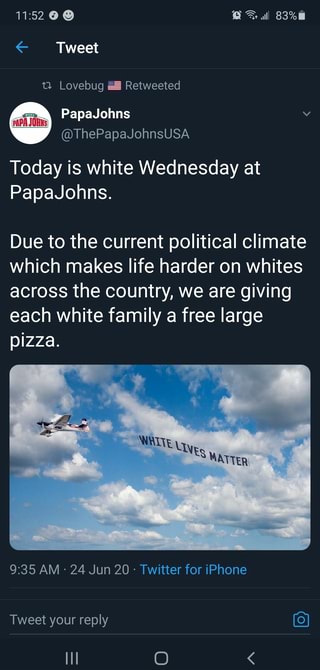 11:52
83%
Tweet
Lovebug Retweeted
PAPA JOHNS
PapaJohns
@ThePapaJohnsUSA
Today is white Wednesday at
PapaJohns.
Due to the current political climate
which makes life harder on whites
across the country, we are giving
each white family a free large
pizza.
WHITE LIVES MATTER
9:35 AM · 24 Jun 20 · Twitter for iPhone
Tweet your reply